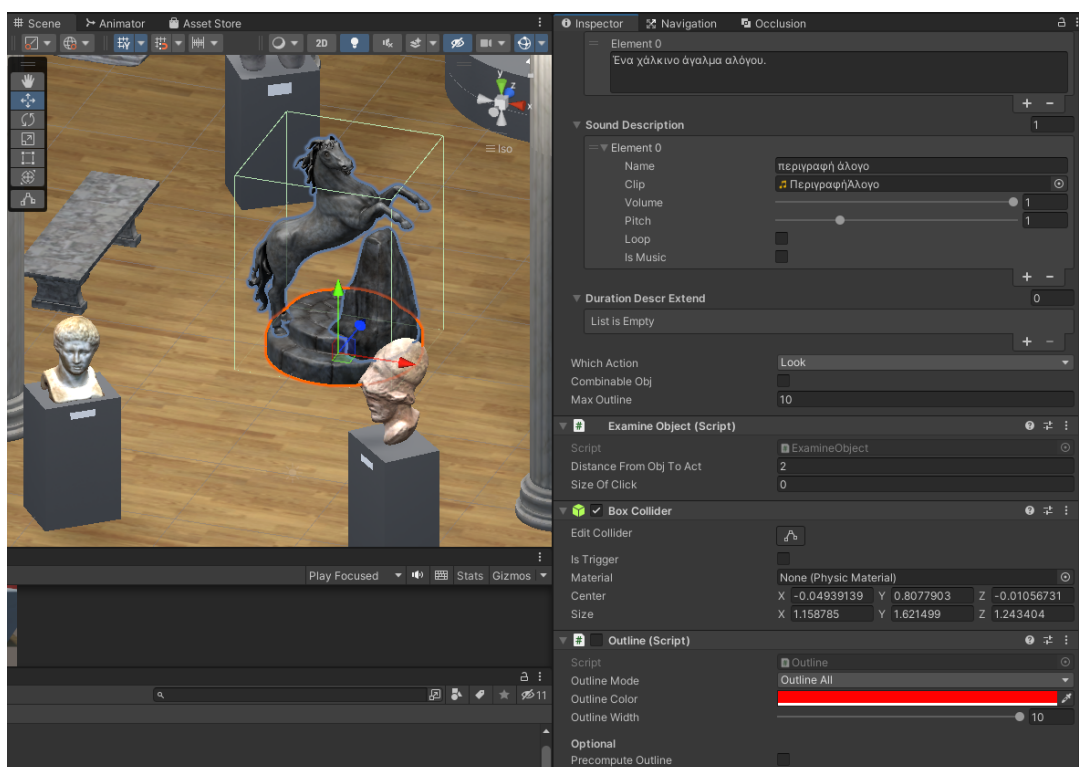 Scene
Animator
Asset Store
Inspector
Navigation
Occlusion
2D
y
z
x
Iso
Element 0
Ένα χάλκινο άγαλμα αλόγου.
Sound Description 1
Element 0
Name περιγραφή άλογο
Clip ΠεριγραφήΆλογο
Volume 1
Pitch 1
Loop
Is Music
Duration Descr Extend 0
List is Empty
Which Action Look
Combinable Obj
Max Outline 10
Examine Object (Script)
Script ExamineObject
Distance From Obj To Act 2
Size Of Click 0
Box Collider
Edit Collider
Is Trigger
Material None (Physic Material)
Center X -0.04939139 Y 0.8077903 Z -0.01056731
Size X 1.158785 Y 1.621499 Z 1.243404
Outline (Script)
Script Outline
Outline Mode Outline All
Outline Color
Outline Width 10
Optional
Precompute Outline
Play Focused Stats Gizmos
11